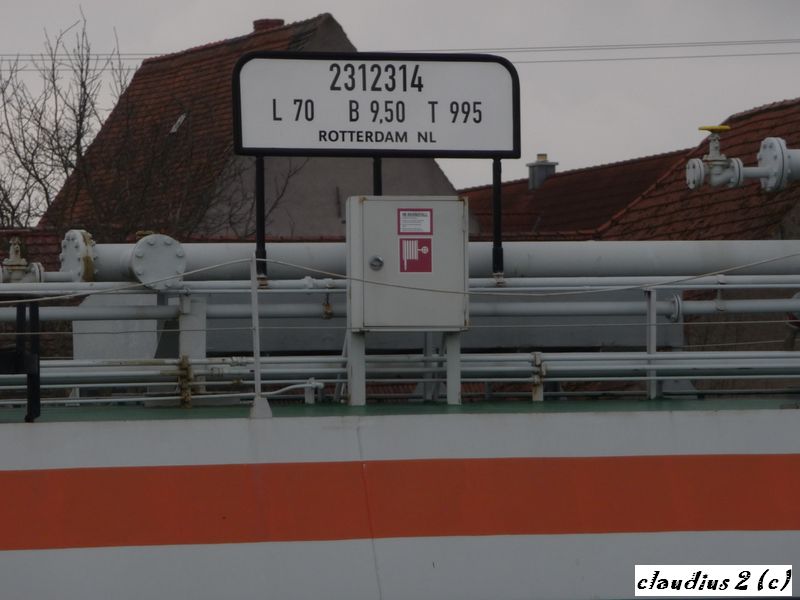 2312314
L 70 B 9,50 T 995
ROTTERDAM NL
claudius 2 (c)